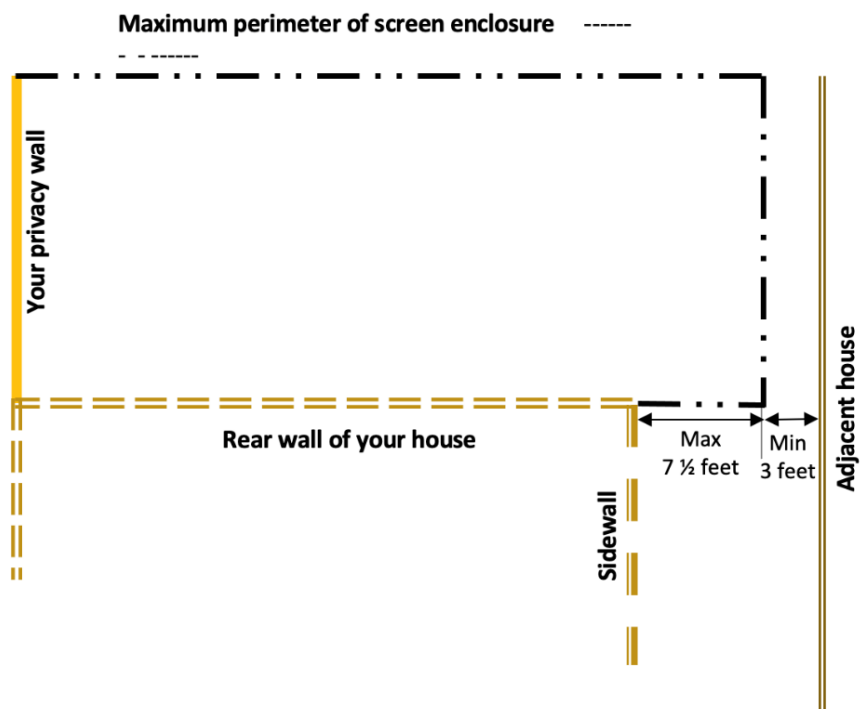 Maximum perimeter of screen enclosure ------
- - ------
Your privacy wall
Rear wall of your house
Max
7 ½ feet
Min
3 feet
Sidewall
Adjacent house